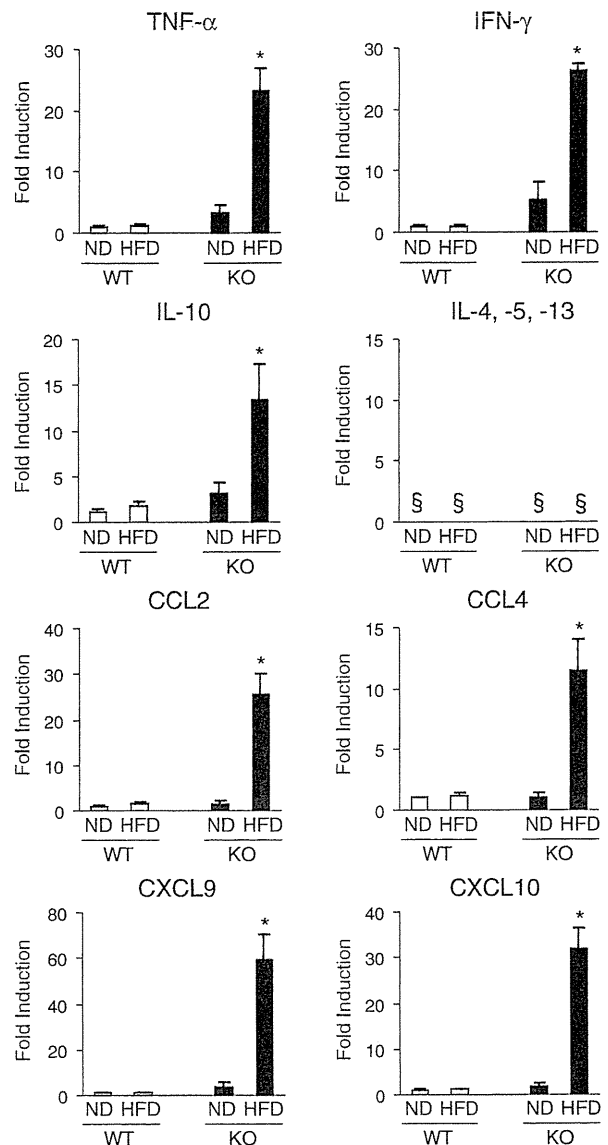 TNF-α
Fold Induction
30
20
10
0
*
ND HFD ND HFD
WT KO
IFN-γ
Fold Induction
30
20
10
0
*
ND HFD ND HFD
WT KO
IL-10
Fold Induction
20
15
10
5
0
*
ND HFD ND HFD
WT KO
IL-4, -5, -13
Fold Induction
15
10
5
0
§ § § §
ND HFD ND HFD
WT KO
CCL2
Fold Induction
40
30
20
10
0
*
ND HFD ND HFD
WT KO
CCL4
Fold Induction
15
10
5
0
*
ND HFD ND HFD
WT KO
CXCL9
Fold Induction
80
60
40
20
0
*
ND HFD ND HFD
WT KO
CXCL10
Fold Induction
40
30
20
10
0
*
ND HFD ND HFD
WT KO